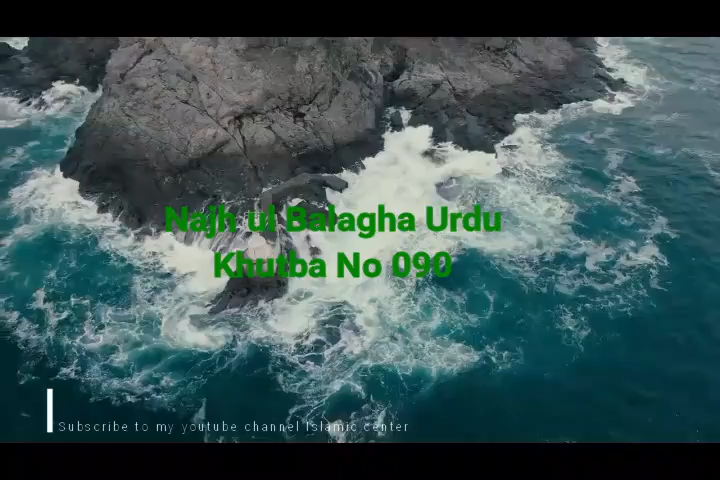 Najh ul Balagha Urdu
Khutba No 090
Subscribe to my youtube channel Islamic center